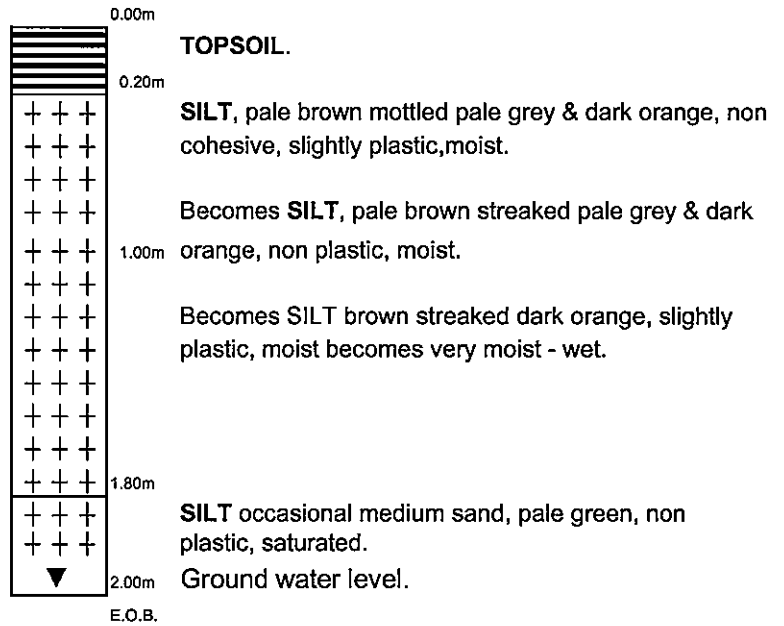 0.00m
TOPSOIL.
0.20m
SILT, pale brown mottled pale grey & dark orange, non
cohesive, slightly plastic,moist.
Becomes SILT, pale brown streaked pale grey & dark
1.00m orange, non plastic, moist.
Becomes SILT brown streaked dark orange, slightly
plastic, moist becomes very moist - wet.
1.80m
SILT occasional medium sand, pale green, non
plastic, saturated.
2.00m Ground water level.
E.O.B.